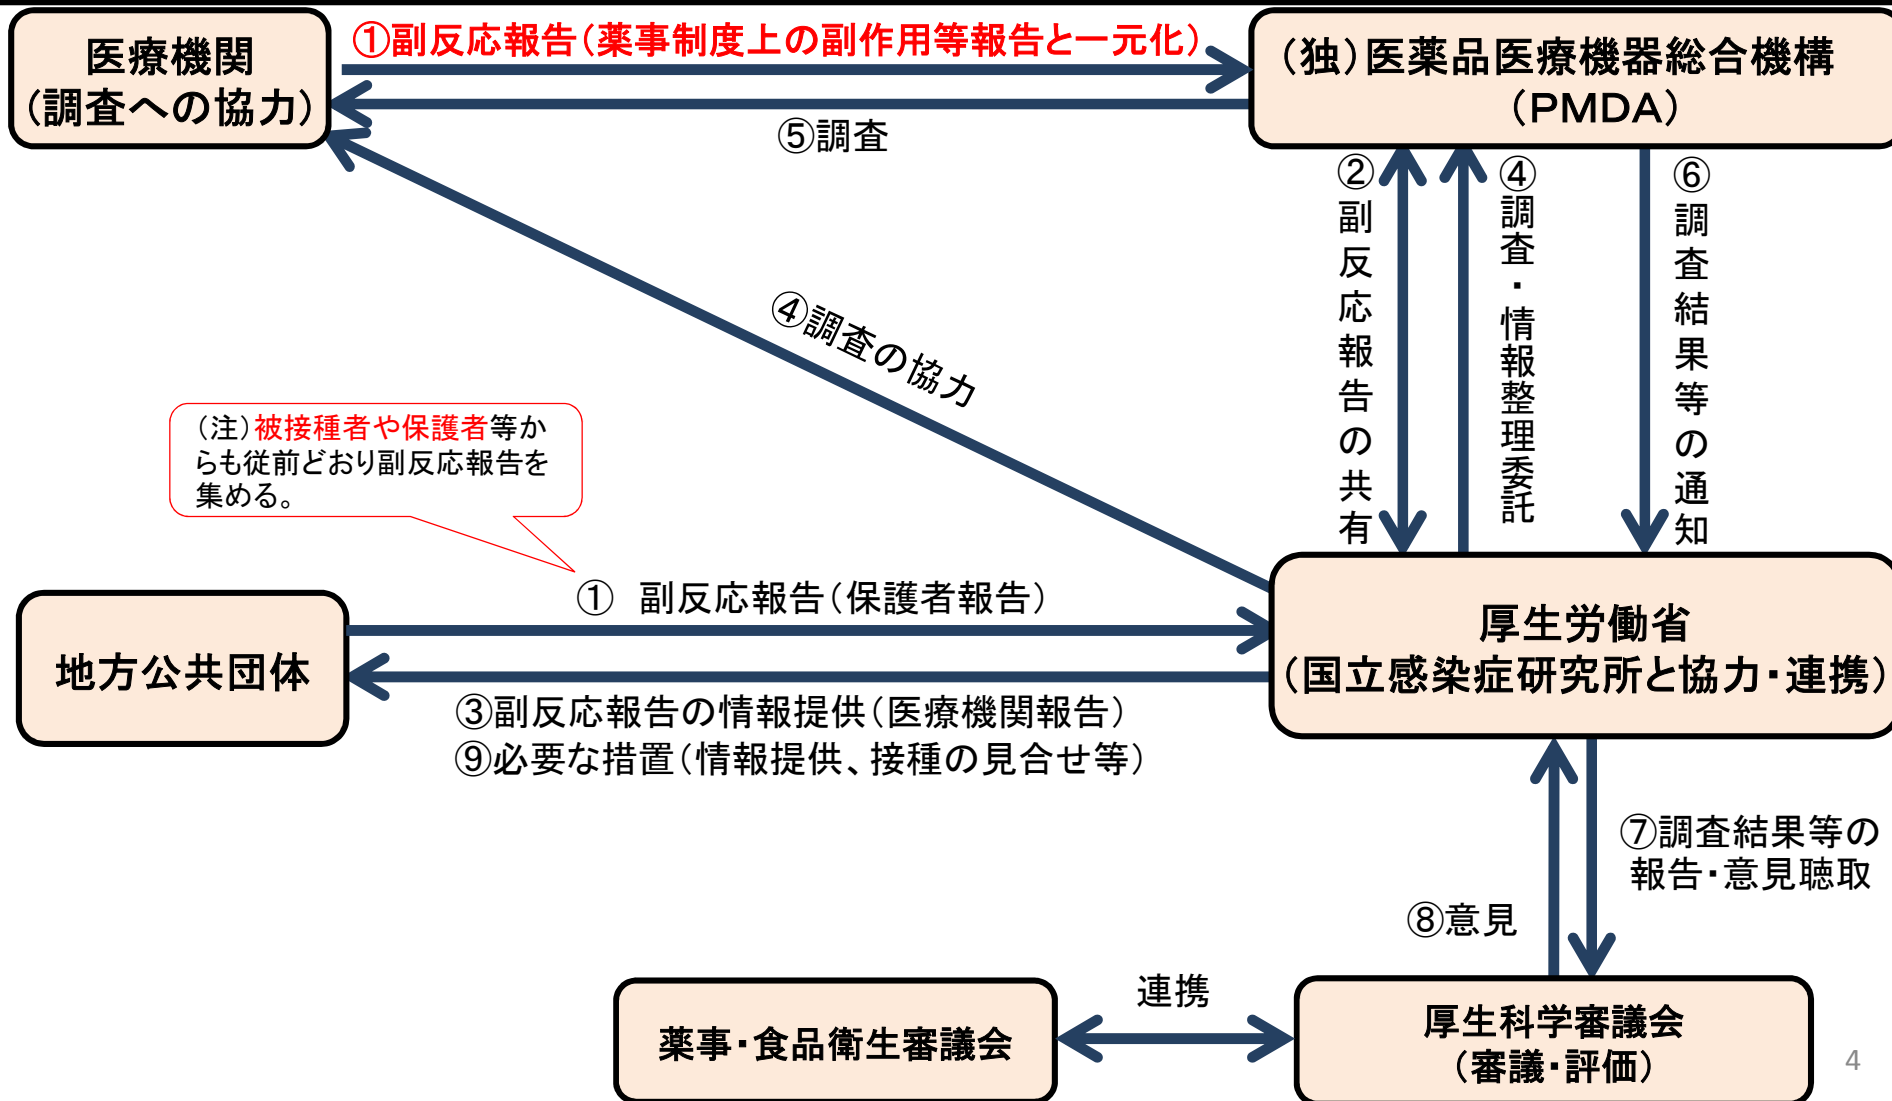 医療機関
（調査への協力）
①副反応報告（薬事制度上の副作用等報告と一元化）
（独）医薬品医療機器総合機構
（ＰＭＤＡ）
⑤調査
②副反応報告の共有
④調査・情報整理委託
⑥調査結果等の通知
④調査の協力
（注）被接種者や保護者等か
らも従前どおり副反応報告を
集める。
①　副反応報告（保護者報告）
地方公共団体
厚生労働省
（国立感染症研究所と協力・連携）
③副反応報告の情報提供（医療機関報告）
⑨必要な措置（情報提供、接種の見合せ等）
⑦調査結果等の
報告・意見聴取
⑧意見
連携
薬事・食品衛生審議会
厚生科学審議会
（審議・評価）
4